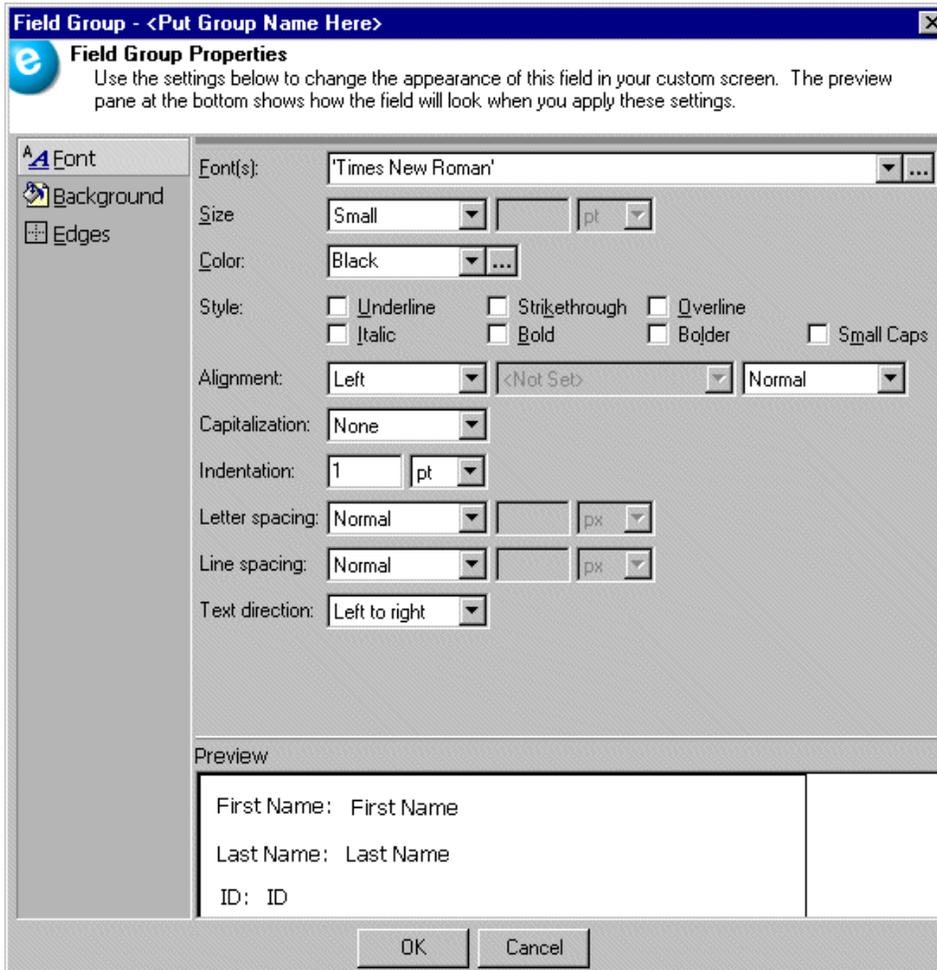 Field Group - <Put Group Name Here>
e
Field Group Properties
Use the settings below to change the appearance of this field in your custom screen. The preview
pane at the bottom shows how the field will look when you apply these settings.
Font
Background
Edges
Font(s): 'Times New Roman' ...
Size Small pt
Color: Black ...
Style: Underline Strikethrough Overline
Italic Bold Bolder Small Caps
Alignment: Left <Not Set> Normal
Capitalization: None
Indentation: 1 pt
Letter spacing: Normal px
Line spacing: Normal px
Text direction: Left to right
Preview
First Name: First Name
Last Name: Last Name
ID: ID
OK Cancel